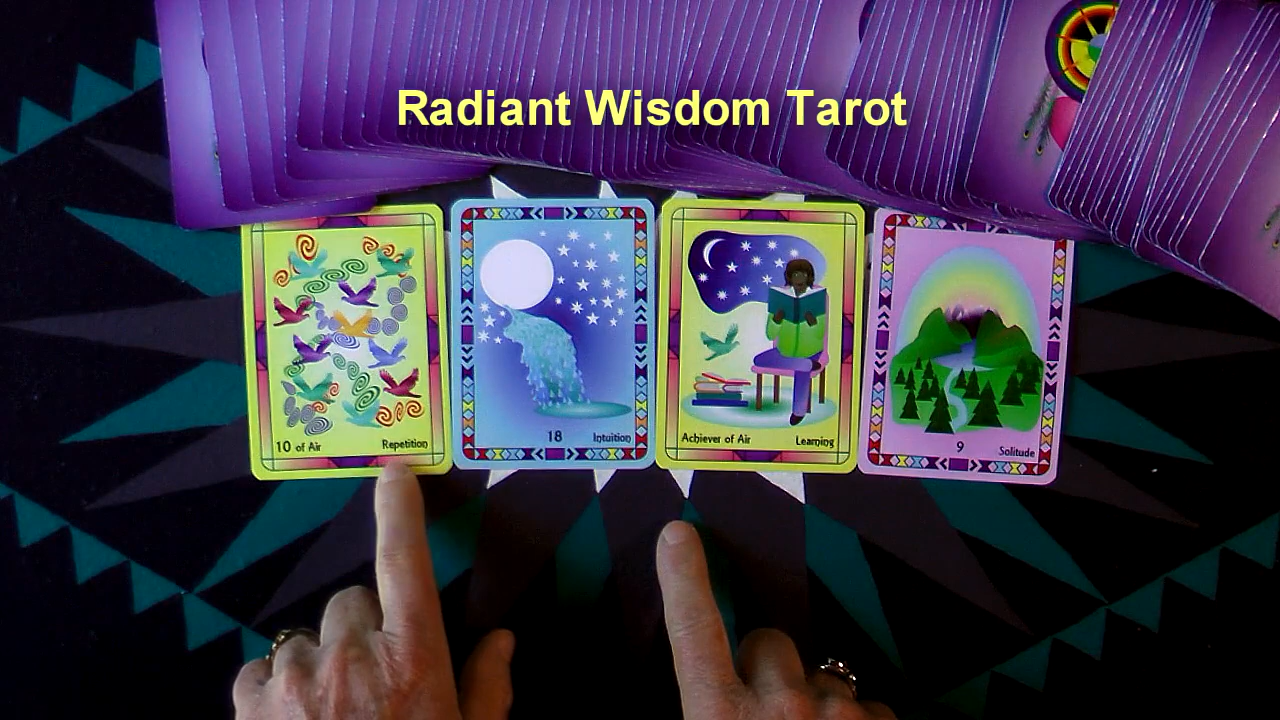 Radiant Wisdom Tarot
10 of Air
Repetition
18
Intuition
Achiever of Air
Learning
9
Solitude